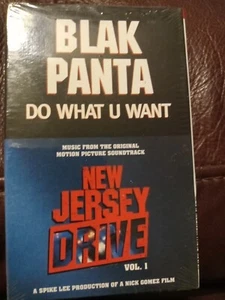 BLAK
PANTA
DO WHAT U WANT
MUSIC FROM THE ORIGINAL
MOTION PICTURE SOUNDTRACK
NEW
JERSEY
DRIVE
VOL. 1
A SPIKE LEE PRODUCTION OF A NICK GOMEZ FILM